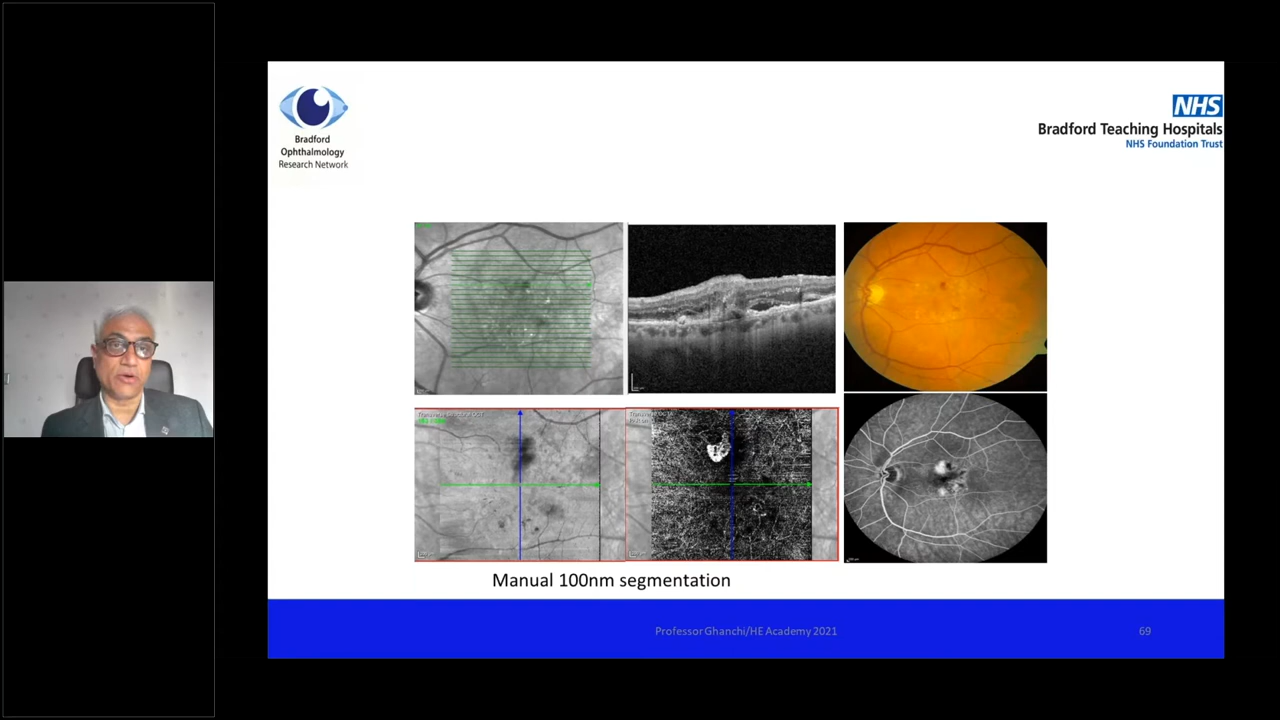 Bradford
Ophthalmology
Research Network
NHS
Bradford Teaching Hospitals
NHS Foundation Trust
Manual 100nm segmentation
Professor Ghanchi/HE Academy 2021
69